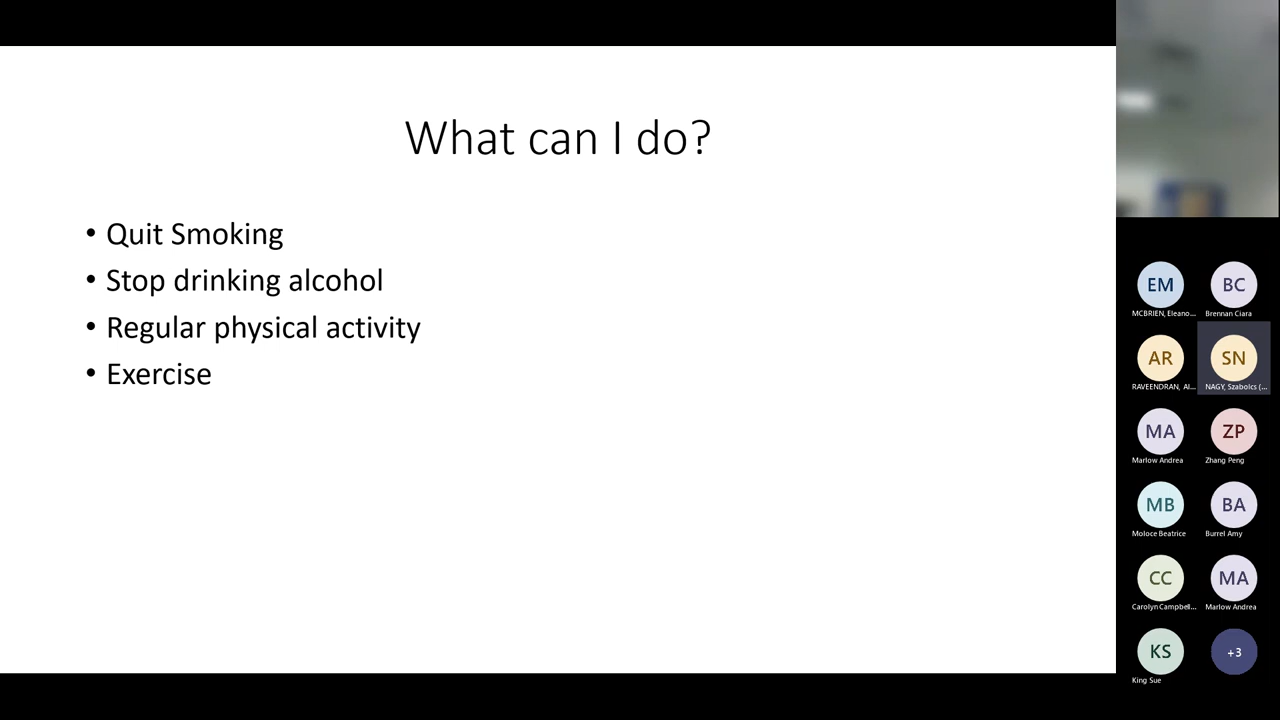 What can I do?
• Quit Smoking
• Stop drinking alcohol
• Regular physical activity
• Exercise
EM
BC
MCBRIEN, Eleano...
Brennan Ciara
AR
SN
RAVEENDRAN, Al...
NAGY, Szabolcs (...
MA
ZP
Marlow Andrea
Zhang Peng
MB
BA
Moloce Beatrice
Burrel Amy
CC
MA
Carolyn Campbell...
Marlow Andrea
KS
+3
King Sue